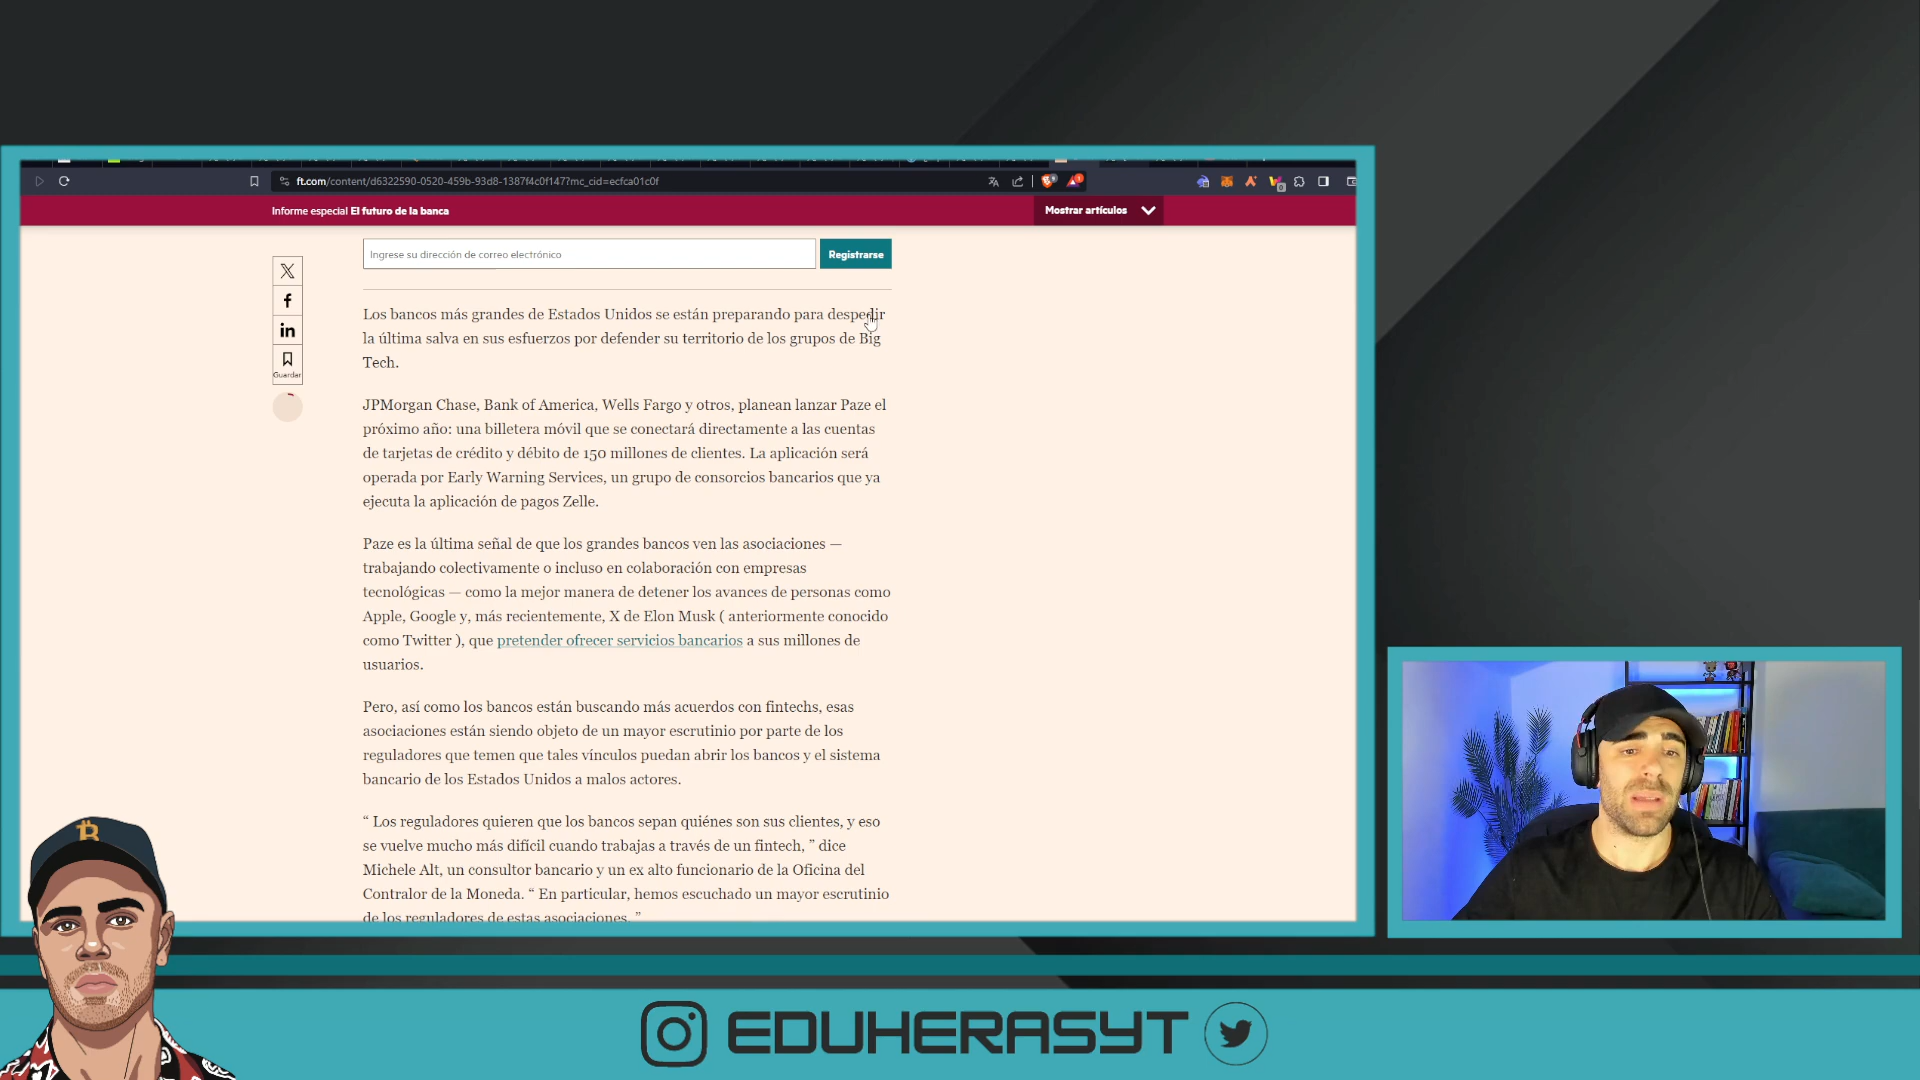 ft.com/content/d6322590-0520-459b-93d8-1387f4c0f147?mc_cid=ecfca01c0f
Informe especial El futuro de la banca
Mostrar artículos
Ingrese su dirección de correo electrónico
Registrarse
Guardar
Los bancos más grandes de Estados Unidos se están preparando para despedir
la última salva en sus esfuerzos por defender su territorio de los grupos de Big
Tech.
JPMorgan Chase, Bank of America, Wells Fargo y otros, planean lanzar Paze el
próximo año: una billetera móvil que se conectará directamente a las cuentas
de tarjetas de crédito y débito de 150 millones de clientes. La aplicación será
operada por Early Warning Services, un grupo de consorcios bancarios que ya
ejecuta la aplicación de pagos Zelle.
Paze es la última señal de que los grandes bancos ven las asociaciones —
trabajando colectivamente o incluso en colaboración con empresas
tecnológicas — como la mejor manera de detener los avances de personas como
Apple, Google y, más recientemente, X de Elon Musk ( anteriormente conocido
como Twitter ), que pretender ofrecer servicios bancarios a sus millones de
usuarios.
Pero, así como los bancos están buscando más acuerdos con fintechs, esas
asociaciones están siendo objeto de un mayor escrutinio por parte de los
reguladores que temen que tales vínculos puedan abrir los bancos y el sistema
bancario de los Estados Unidos a malos actores.
“ Los reguladores quieren que los bancos sepan quiénes son sus clientes, y eso
se vuelve mucho más difícil cuando trabajas a través de un fintech, ” dice
Michele Alt, un consultor bancario y un ex alto funcionario de la Oficina del
Contralor de la Moneda. “ En particular, hemos escuchado un mayor escrutinio
de los reguladores de estas asociaciones. ”
EDUHERASYT